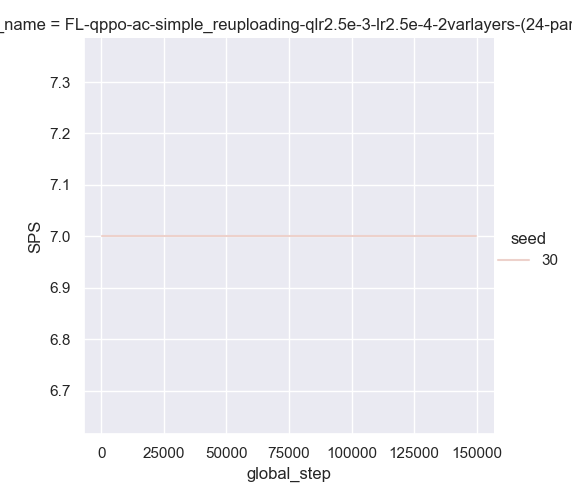 _name = FL-qppo-ac-simple_reuploading-qlr2.5e-3-lr2.5e-4-2varlayers-(24-par
7.3
7.2
7.1
7.0
6.9
6.8
6.7
SPS
seed
30
0 25000 50000 75000 100000 125000 150000
global_step